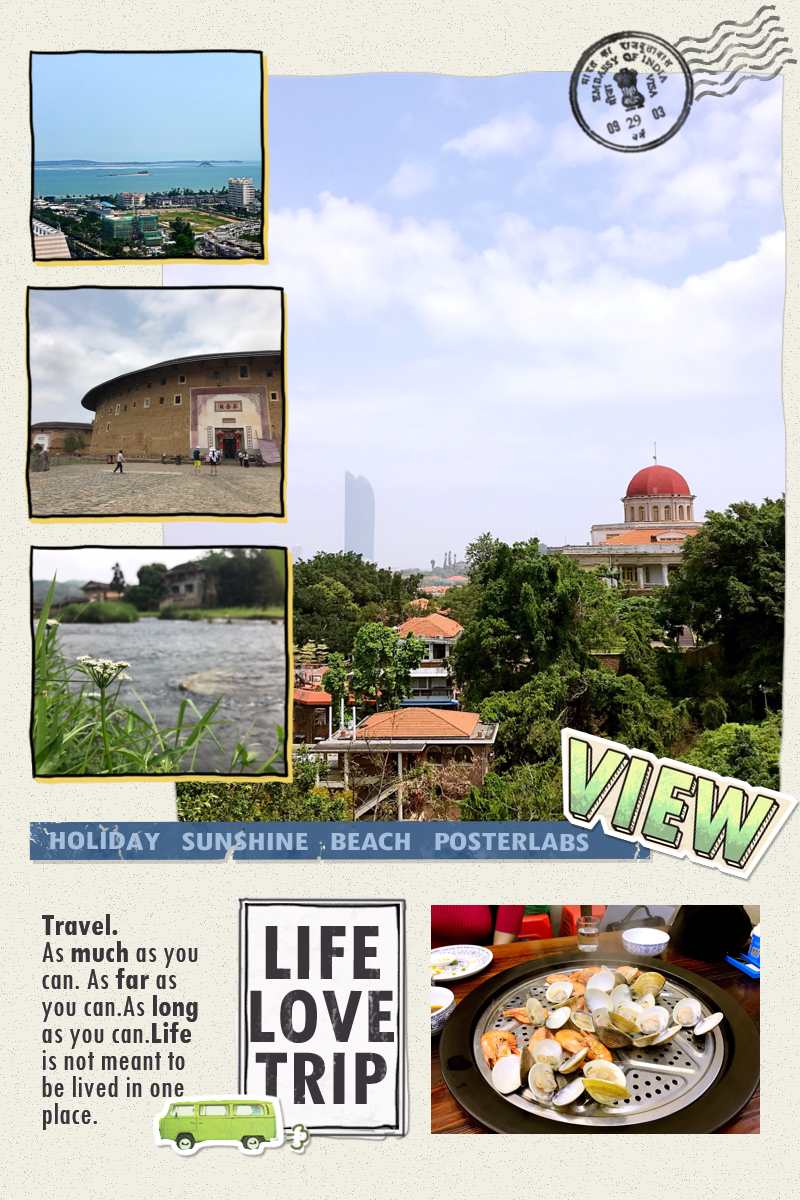 भारत का राजदूतावास
EMBASSY OF INDIA
वीसा
VISA
09 29 03
VIEW
HOLIDAY SUNSHINE BEACH POSTERLABS
Travel.
As much as you
can. As far as
you can.As long
as you can.Life
is not meant to
be lived in one
place.
LIFE
LOVE
TRIP